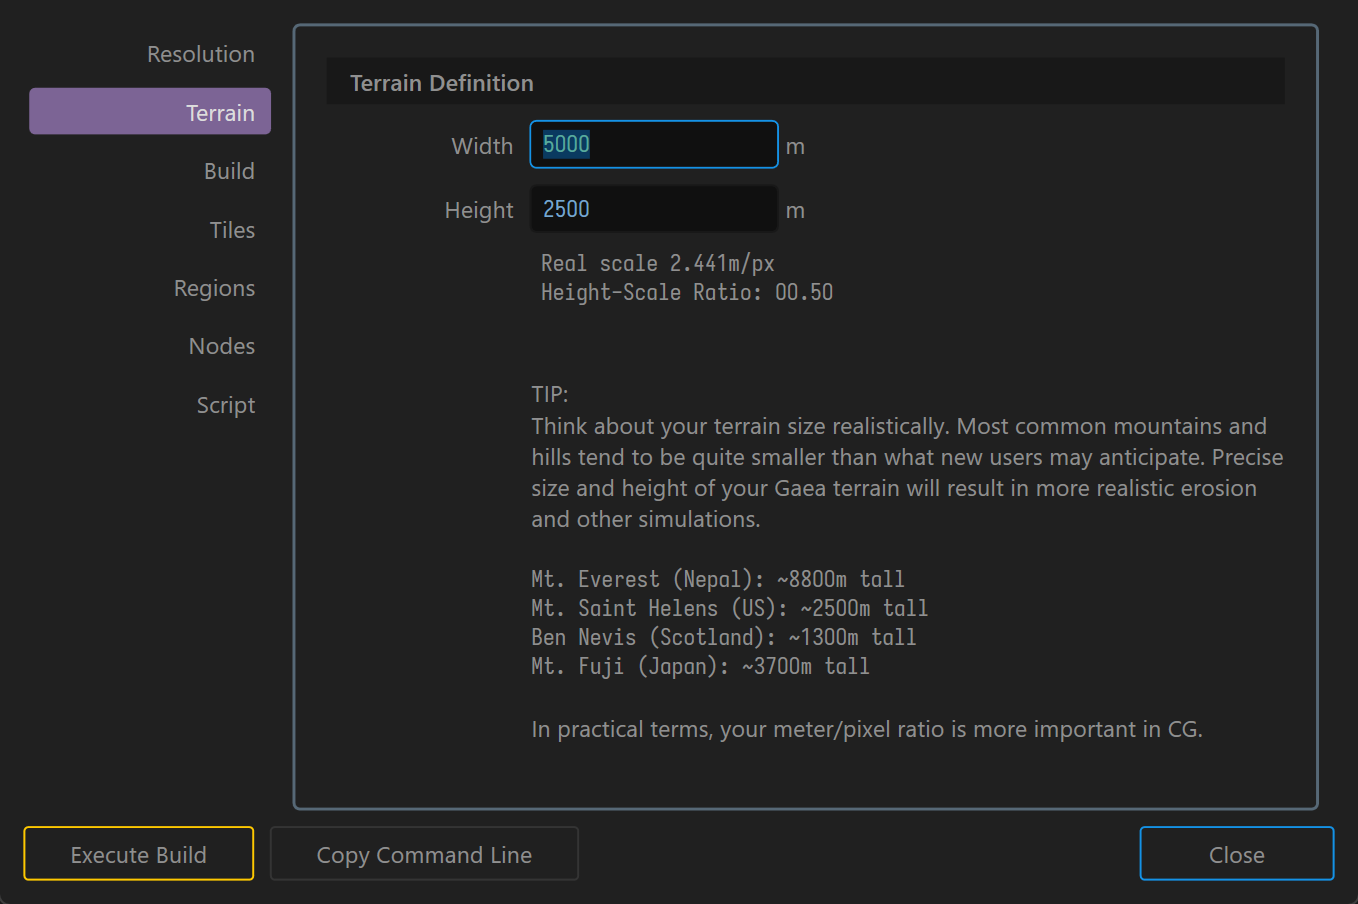 Resolution
Terrain
Build
Tiles
Regions
Nodes
Script
Terrain Definition
Width 5000 m
Height 2500 m
Real scale 2.441m/px
Height-Scale Ratio: 00.50
TIP:
Think about your terrain size realistically. Most common mountains and
hills tend to be quite smaller than what new users may anticipate. Precise
size and height of your Gaea terrain will result in more realistic erosion
and other simulations.
Mt. Everest (Nepal): ~8800m tall
Mt. Saint Helens (US): ~2500m tall
Ben Nevis (Scotland): ~1300m tall
Mt. Fuji (Japan): ~3700m tall
In practical terms, your meter/pixel ratio is more important in CG.
Execute Build
Copy Command Line
Close